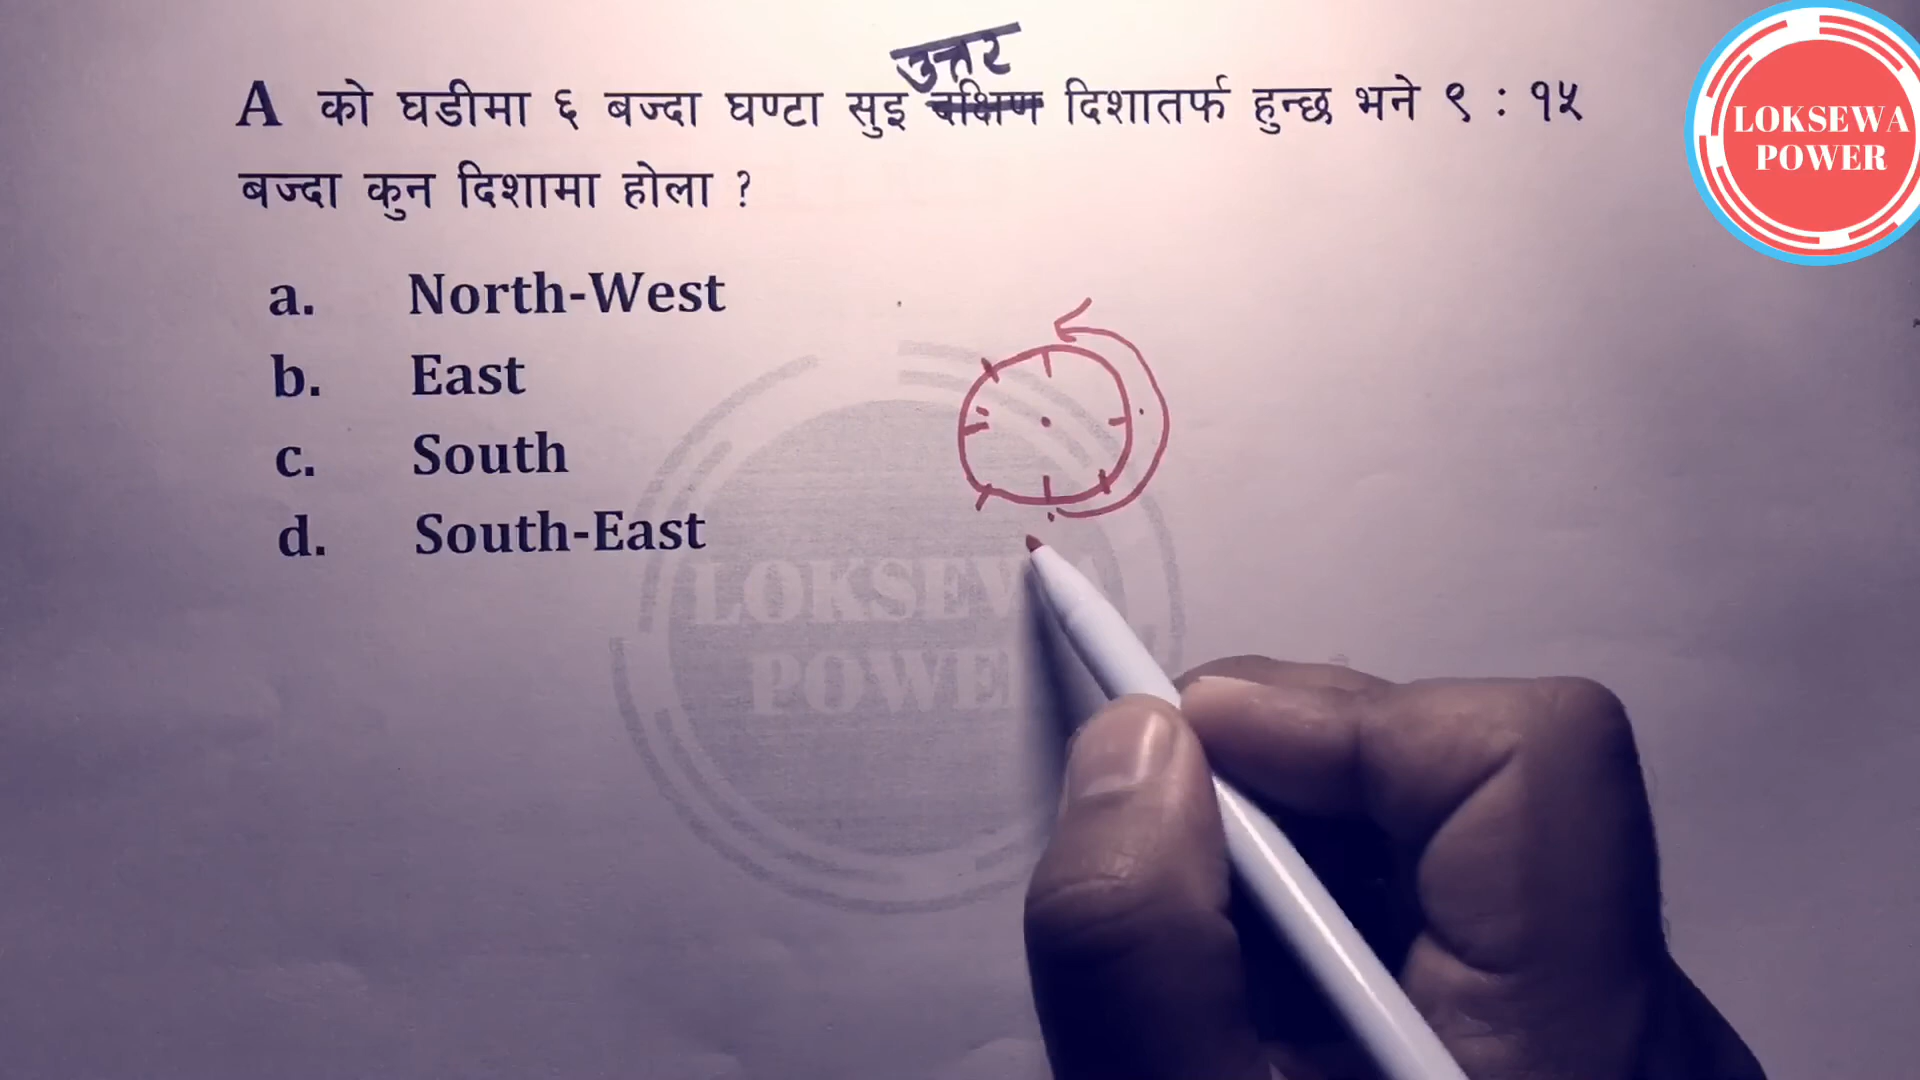 उत्तर
A को घडीमा ६ बज्दा घण्टा सुइ दक्षिण दिशातर्फ हुन्छ भने ९ : १५
बज्दा कुन दिशामा होला ?
a. North-West
b. East
c. South
d. South-East
LOKSEWA
POWER
LOKSEWA
POWER